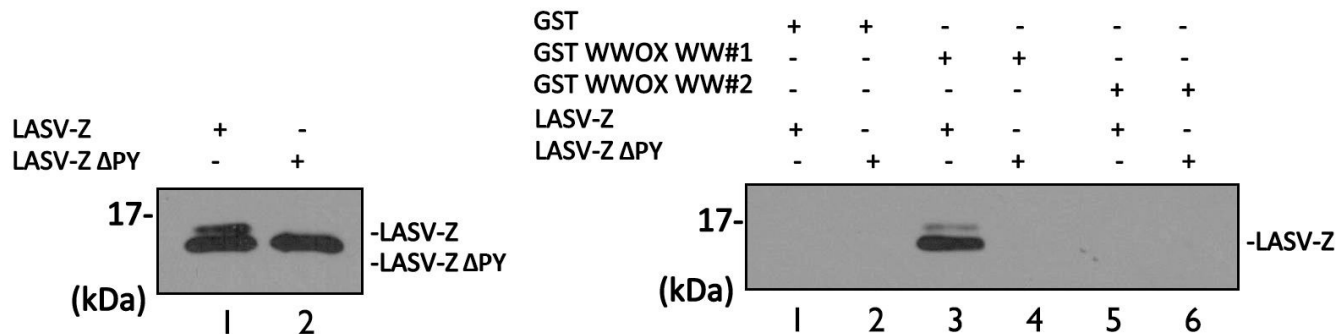 LASV-Z + -
LASV-Z ΔPY - +
17-
-LASV-Z
-LASV-Z ΔPY
(kDa)
1 2
GST + + - - - -
GST WWOX WW#1 - - + + - -
GST WWOX WW#2 - - - - + +
LASV-Z + - + - + -
LASV-Z ΔPY - + - + - +
17-
-LASV-Z
(kDa)
1 2 3 4 5 6